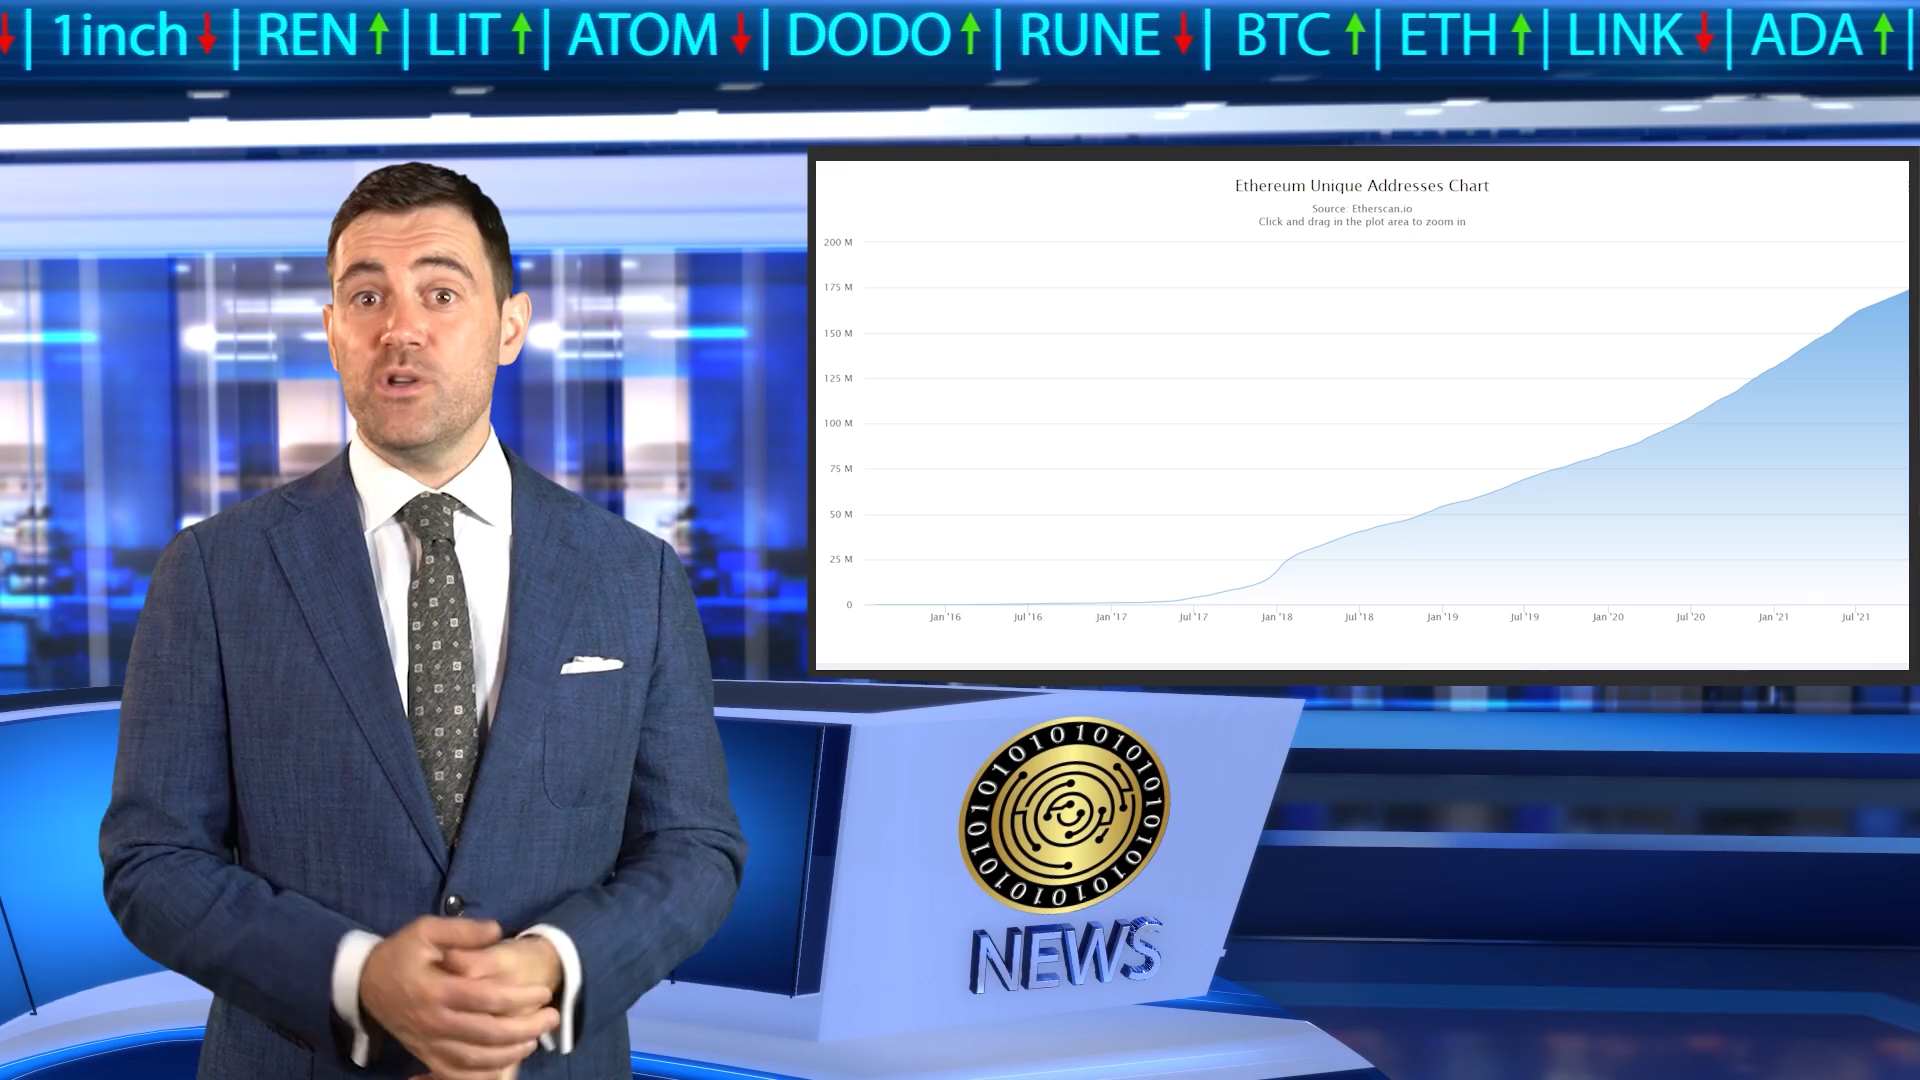 ↓ | 1inch ↓ | REN ↑ | LIT ↑ | ATOM ↓ | DODO ↑ | RUNE ↓ | BTC ↑ | ETH ↑ | LINK ↓ | ADA ↑ |
Ethereum Unique Addresses Chart
Source: Etherscan.io
Click and drag in the plot area to zoom in
200 M
175 M
150 M
125 M
100 M
75 M
50 M
25 M
0
Jan '16 Jul '16 Jan '17 Jul '17 Jan '18 Jul '18 Jan '19 Jul '19 Jan '20 Jul '20 Jan '21 Jul '21
1010101010101010101010101010
NEWS